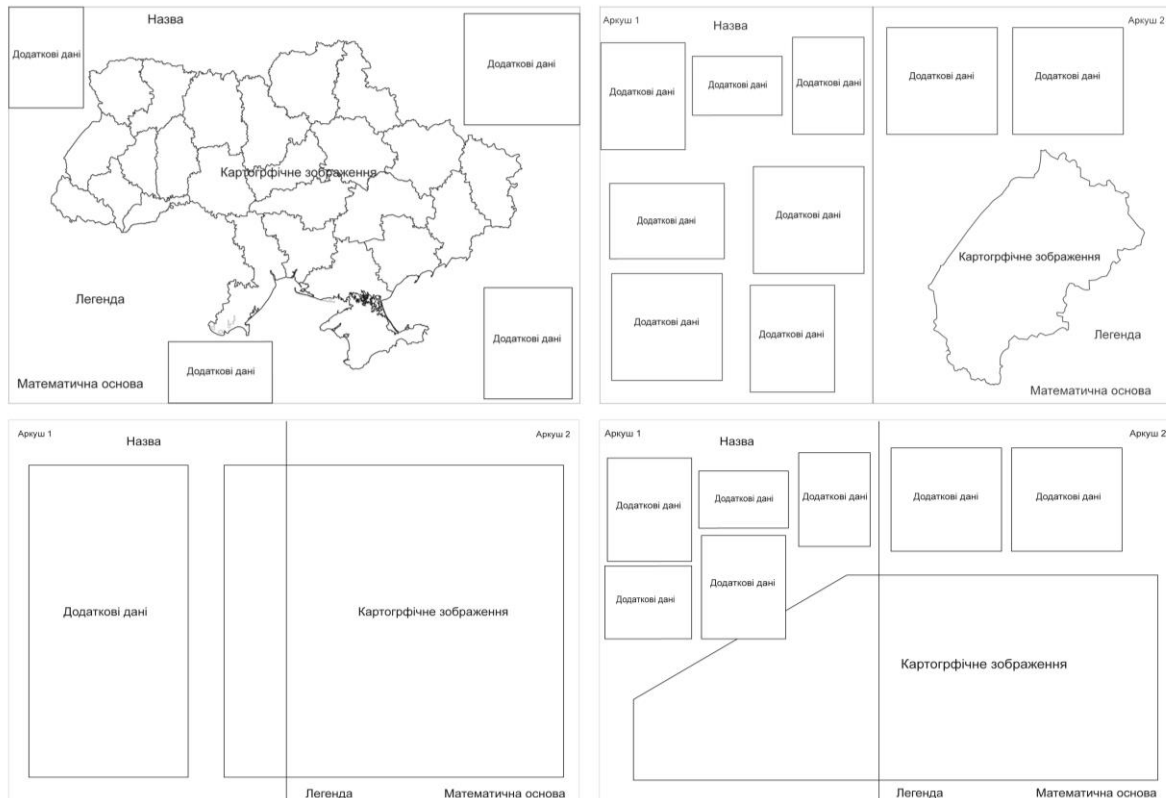 Назва
Додаткові дані
Додаткові дані
Картогрфічне зображення
Легенда
Додаткові дані
Додаткові дані
Математична основа
Аркуш 1
Назва
Аркуш 2
Додаткові дані
Додаткові дані
Додаткові дані
Додаткові дані
Додаткові дані
Додаткові дані
Додаткові дані
Картогрфічне зображення
Додаткові дані
Додаткові дані
Легенда
Математична основа
Аркуш 1
Назва
Аркуш 2
Додаткові дані
Картогрфічне зображення
Легенда
Математична основа
Аркуш 1
Назва
Аркуш 2
Додаткові дані
Додаткові дані
Додаткові дані
Додаткові дані
Додаткові дані
Додаткові дані
Додаткові дані
Картогрфічне зображення
Легенда
Математична основа